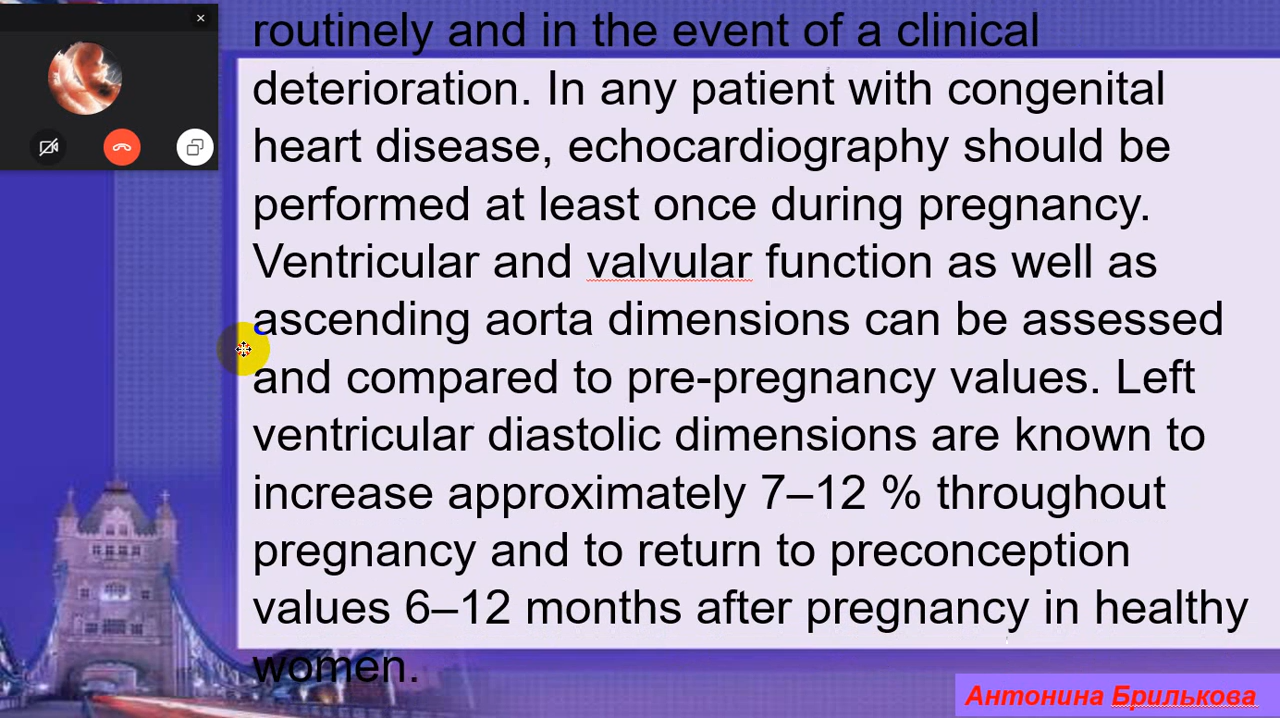 routinely and in the event of a clinical
deterioration. In any patient with congenital
heart disease, echocardiography should be
performed at least once during pregnancy.
Ventricular and valvular function as well as
ascending aorta dimensions can be assessed
and compared to pre-pregnancy values. Left
ventricular diastolic dimensions are known to
increase approximately 7–12 % throughout
pregnancy and to return to preconception
values 6–12 months after pregnancy in healthy
women.
Антонина Брилькова